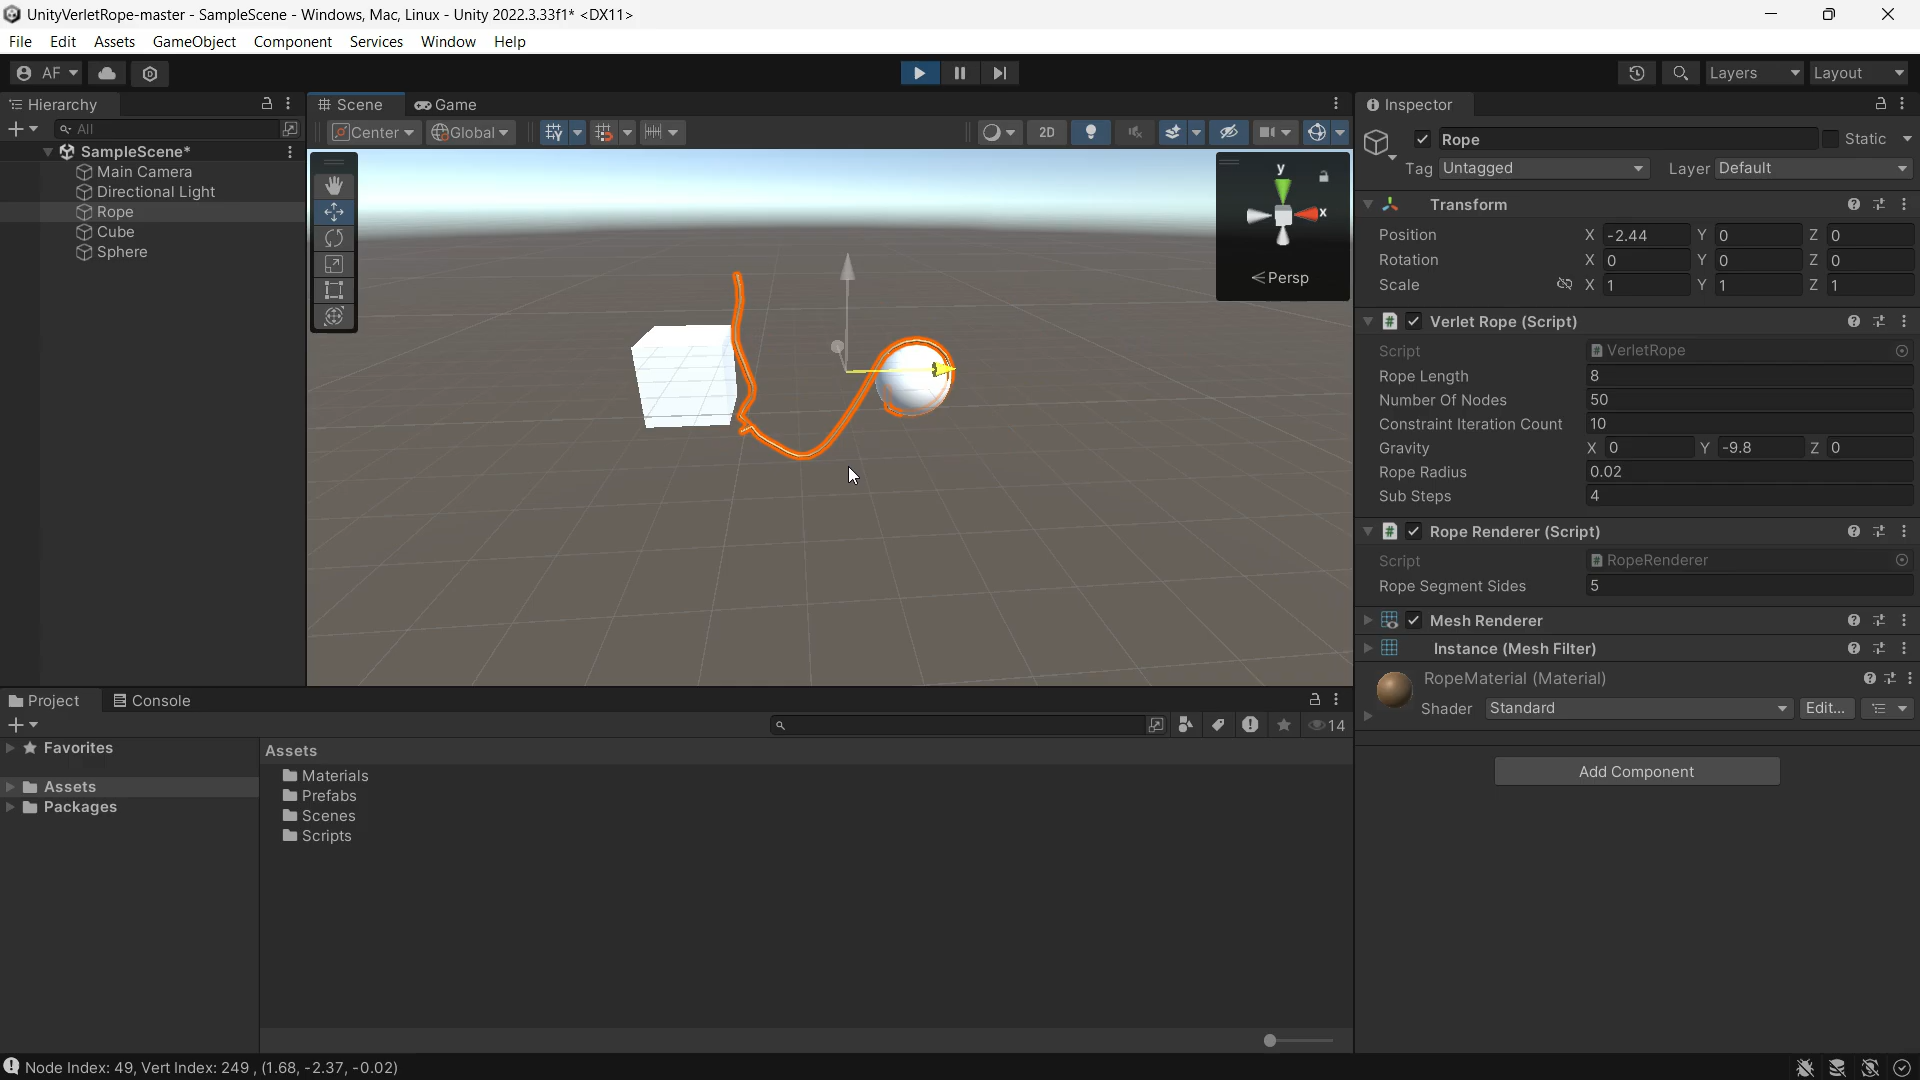 UnityVerletRope-master - SampleScene - Windows, Mac, Linux - Unity 2022.3.33f1* <DX11>
File Edit Assets GameObject Component Services Window Help
AF Layers Layout
Hierarchy
All
SampleScene*
Main Camera
Directional Light
Rope
Cube
Sphere
Scene Game
Center Global 2D
y
x
Persp
Inspector
Rope Static
Tag Untagged Layer Default
Transform
Position X -2.44 Y 0 Z 0
Rotation X 0 Y 0 Z 0
Scale X 1 Y 1 Z 1
# Verlet Rope (Script)
Script # VerletRope
Rope Length 8
Number Of Nodes 50
Constraint Iteration Count 10
Gravity X 0 Y -9.8 Z 0
Rope Radius 0.02
Sub Steps 4
# Rope Renderer (Script)
Script # RopeRenderer
Rope Segment Sides 5
Mesh Renderer
Instance (Mesh Filter)
RopeMaterial (Material)
Shader Standard Edit...
Add Component
Project Console
14
Favorites
Assets
Packages
Assets
Materials
Prefabs
Scenes
Scripts
Node Index: 49, Vert Index: 249 , (1.68, -2.37, -0.02)